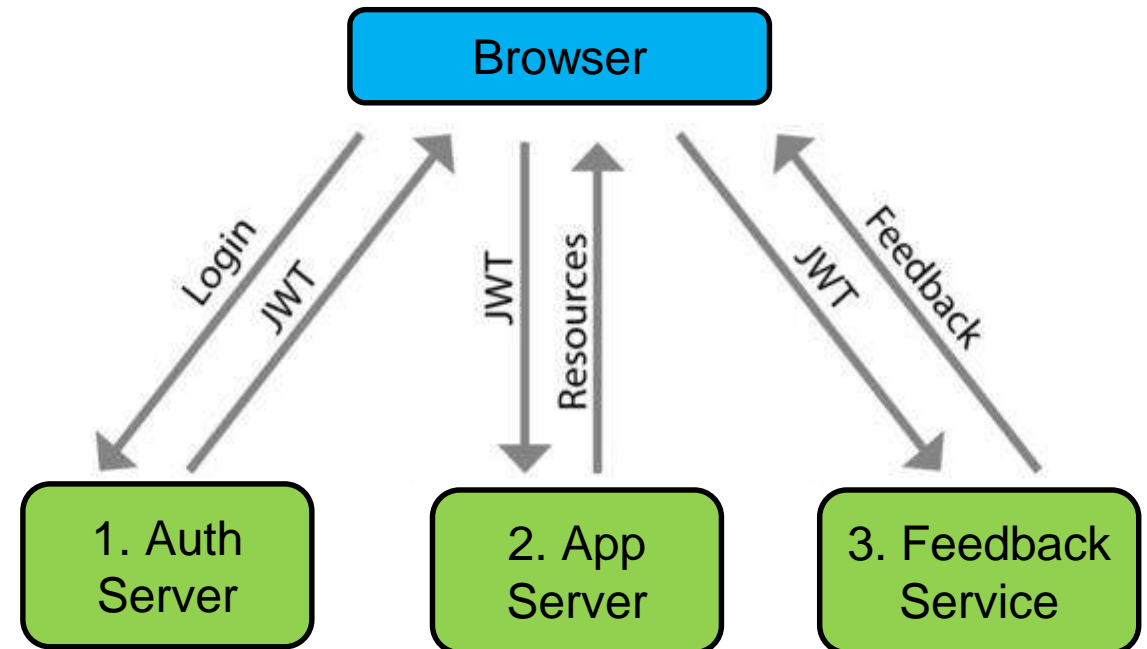 Browser
Login
JWT
JWT
Resources
JWT
Feedback
1. Auth
Server
2. App
Server
3. Feedback
Service